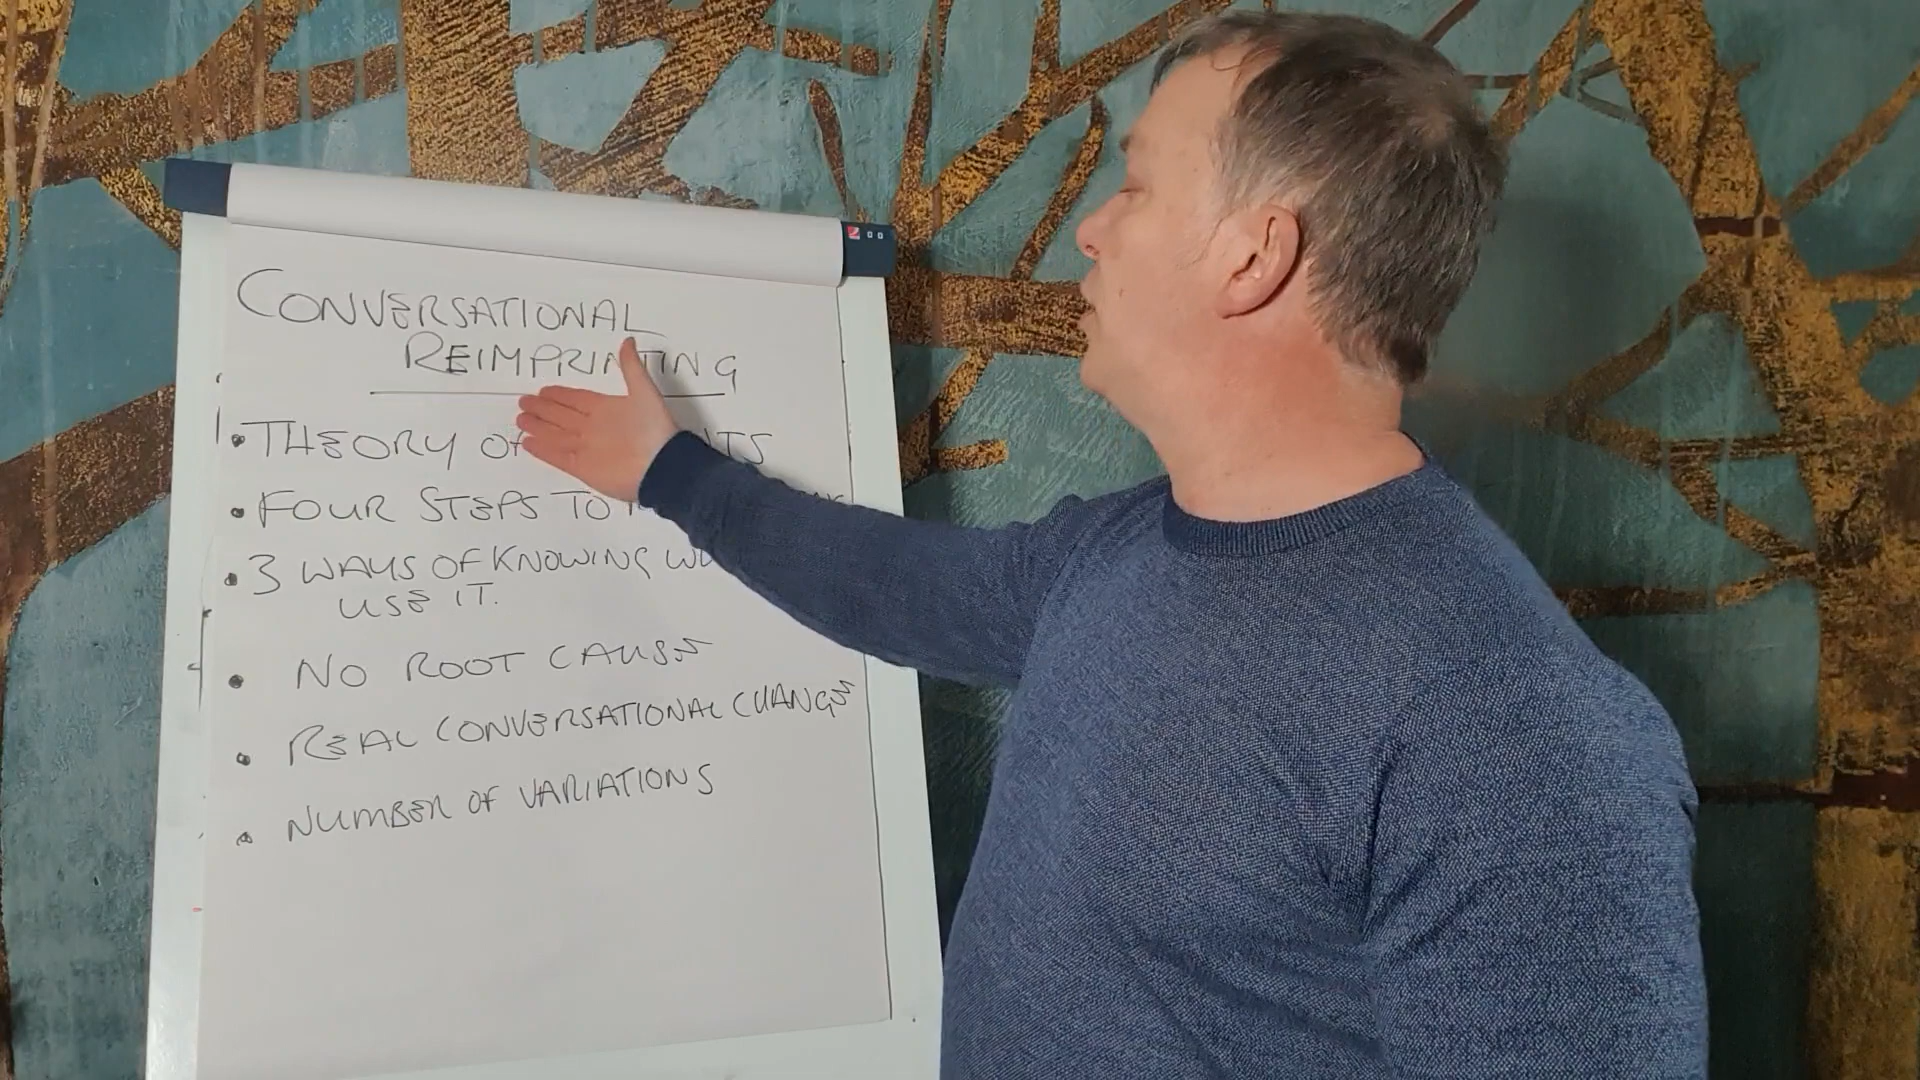 CONVERSATIONAL
REIMPRINTING
• THEORY OF
• FOUR STEPS TO
• 3 WAYS OF KNOWING
USE IT.
• NO ROOT CAUSE
• REAL CONVERSATIONAL CHANGE
• NUMBER OF VARIATIONS